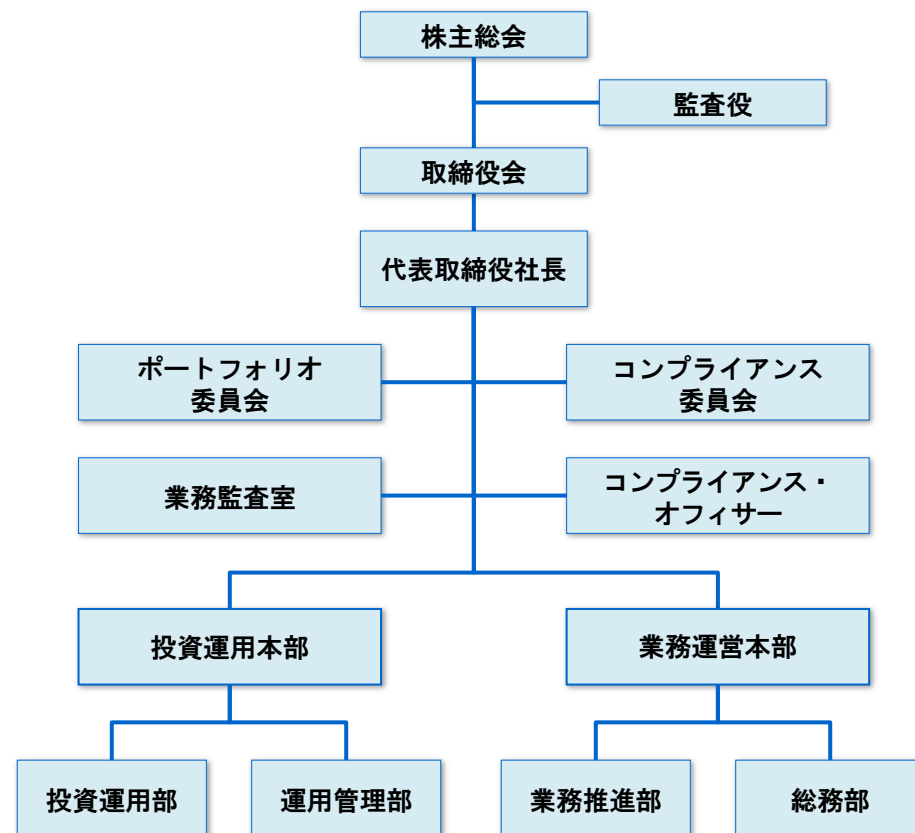 株主総会
監査役
取締役会
代表取締役社長
ポートフォリオ
委員会
コンプライアンス
委員会
業務監査室
コンプライアンス・
オフィサー
投資運用本部
業務運営本部
投資運用部
運用管理部
業務推進部
総務部